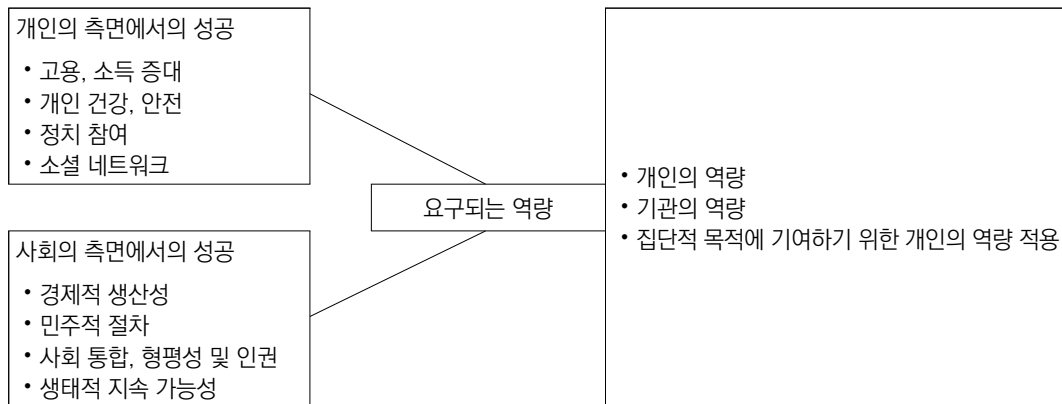 개인의 측면에서의 성공
• 고용, 소득 증대
• 개인 건강, 안전
• 정치 참여
• 소셜 네트워크
요구되는 역량
사회의 측면에서의 성공
• 경제적 생산성
• 민주적 절차
• 사회 통합, 형평성 및 인권
• 생태적 지속 가능성
• 개인의 역량
• 기관의 역량
• 집단적 목적에 기여하기 위한 개인의 역량 적용